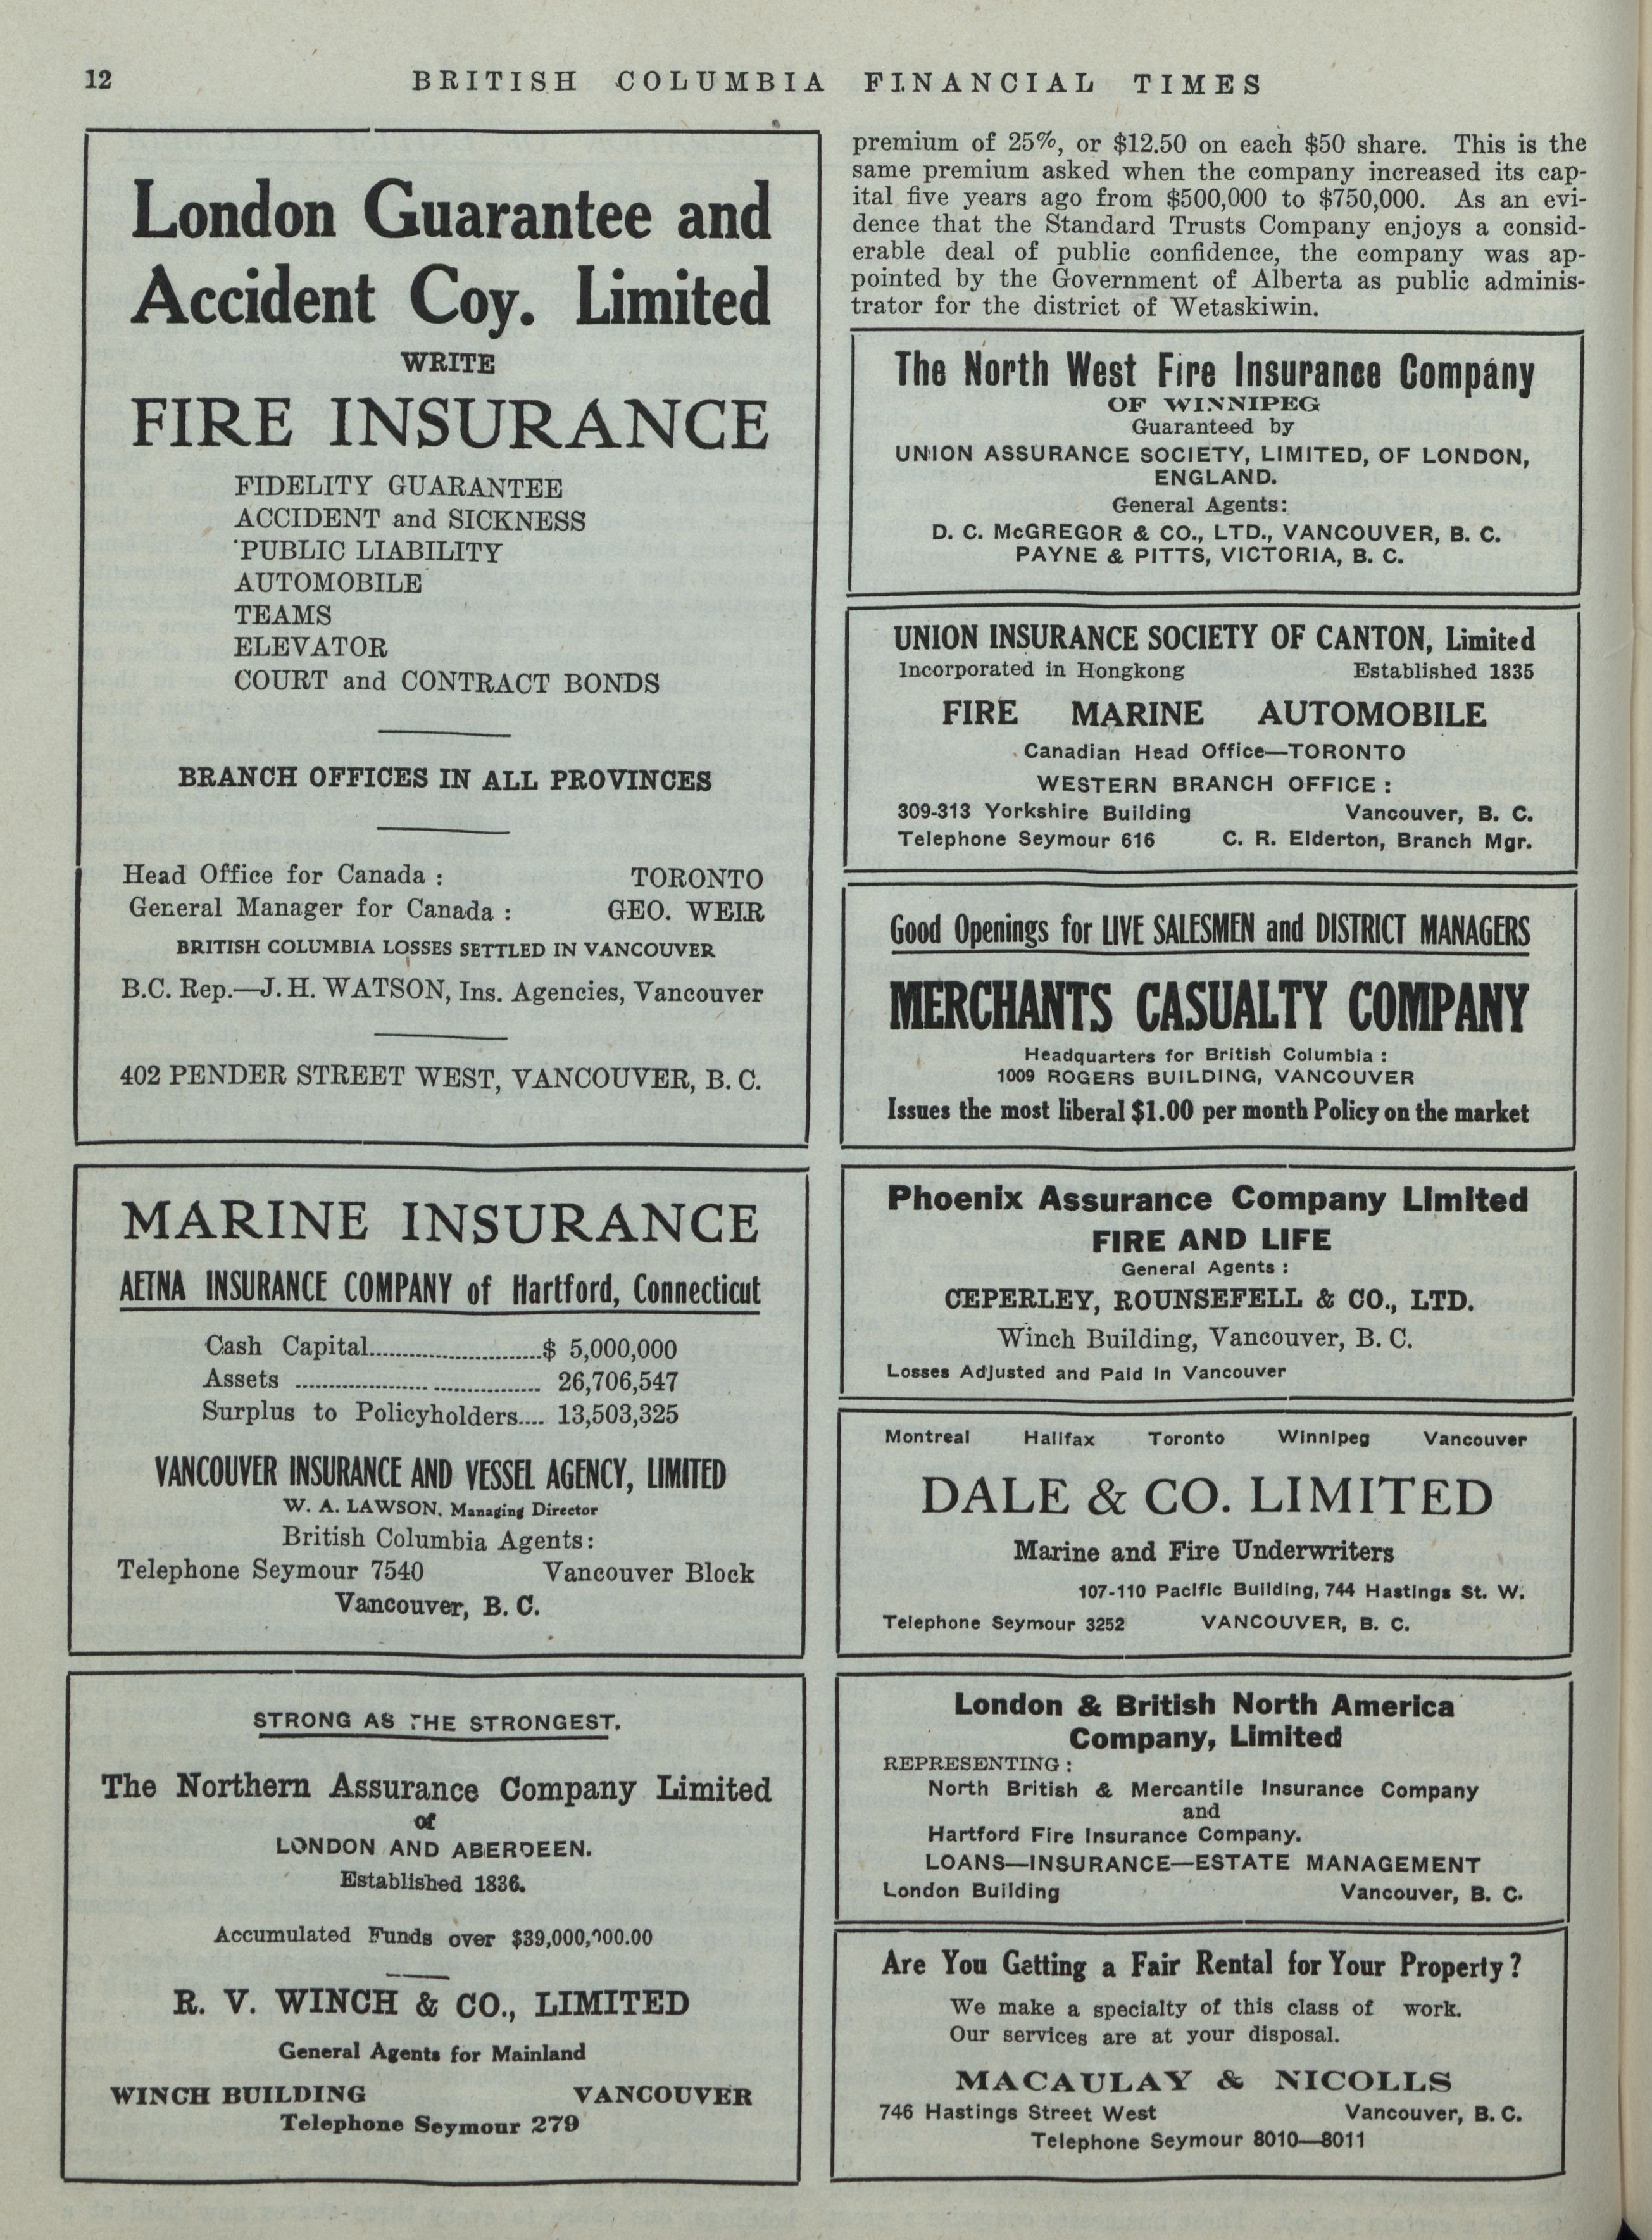 12
BRITISH COLUMBIA FINANCIAL TIMES
London Guarantee and
Accident Coy. Limited
WRITE
FIRE INSURANCE
FIDELITY GUARANTEE
ACCIDENT and SICKNESS
PUBLIC LIABILITY
AUTOMOBILE
TEAMS
ELEVATOR
COURT and CONTRACT BONDS
BRANCH OFFICES IN ALL PROVINCES
Head Office for Canada : TORONTO
General Manager for Canada : GEO. WEIR
BRITISH COLUMBIA LOSSES SETTLED IN VANCOUVER
B.C. Rep.—J. H. WATSON, Ins. Agencies, Vancouver
402 PENDER STREET WEST, VANCOUVER, B. C.
MARINE INSURANCE
AETNA INSURANCE COMPANY of Hartford, Connecticut
Cash Capital..........................$ 5,000,000
Assets .................................... 26,706,547
Surplus to Policyholders.... 13,503,325
VANCOUVER INSURANCE AND VESSEL AGENCY, LIMITED
W. A. LAWSON, Managing Director
British Columbia Agents:
Telephone Seymour 7540 Vancouver Block
Vancouver, B. C.
STRONG AS THE STRONGEST.
The Northern Assurance Company Limited
of
LONDON AND ABERDEEN.
Established 1836.
Accumulated Funds over $39,000,000.00
R. V. WINCH & CO., LIMITED
General Agents for Mainland
WINCH BUILDING VANCOUVER
Telephone Seymour 279
premium of 25%, or $12.50 on each $50 share. This is the
same premium asked when the company increased its cap-
ital five years ago from $500,000 to $750,000. As an evi-
dence that the Standard Trusts Company enjoys a consid-
erable deal of public confidence, the company was ap-
pointed by the Government of Alberta as public adminis-
trator for the district of Wetaskiwin.
The North West Fire Insurance Company
OF WINNIPEG
Guaranteed by
UNION ASSURANCE SOCIETY, LIMITED, OF LONDON,
ENGLAND.
General Agents:
D. C. McGREGOR & CO., LTD., VANCOUVER, B. C.
PAYNE & PITTS, VICTORIA, B. C.
UNION INSURANCE SOCIETY OF CANTON, Limited
Incorporated in Hongkong Established 1835
FIRE MARINE AUTOMOBILE
Canadian Head Office—TORONTO
WESTERN BRANCH OFFICE :
309-313 Yorkshire Building Vancouver, B. C.
Telephone Seymour 616 C. R. Elderton, Branch Mgr.
Good Openings for LIVE SALESMEN and DISTRICT MANAGERS
MERCHANTS CASUALTY COMPANY
Headquarters for British Columbia :
1009 ROGERS BUILDING, VANCOUVER
Issues the most liberal $1.00 per month Policy on the market
Phoenix Assurance Company Limited
FIRE AND LIFE
General Agents :
CEPERLEY, ROUNSEFELL & CO., LTD.
Winch Building, Vancouver, B. C.
Losses Adjusted and Paid in Vancouver
Montreal Halifax Toronto Winnipeg Vancouver
DALE & CO. LIMITED
Marine and Fire Underwriters
107-110 Pacific Building, 744 Hastings St. W.
Telephone Seymour 3252 VANCOUVER, B. C.
London & British North America
Company, Limited
REPRESENTING :
North British & Mercantile Insurance Company
and
Hartford Fire Insurance Company.
LOANS—INSURANCE—ESTATE MANAGEMENT
London Building Vancouver, B. C.
Are You Getting a Fair Rental for Your Property?
We make a specialty of this class of work.
Our services are at your disposal.
MACAULAY & NICOLLS
746 Hastings Street West Vancouver, B. C.
Telephone Seymour 8010—8011